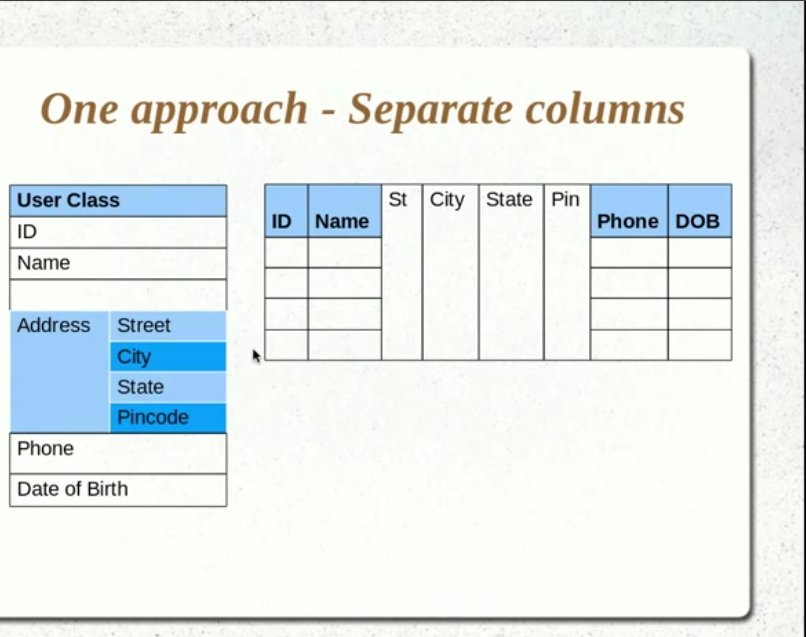 One approach - Separate columns
User Class
ID
Name
Address Street
City
State
Pincode
Phone
Date of Birth
ID Name St City State Pin Phone DOB